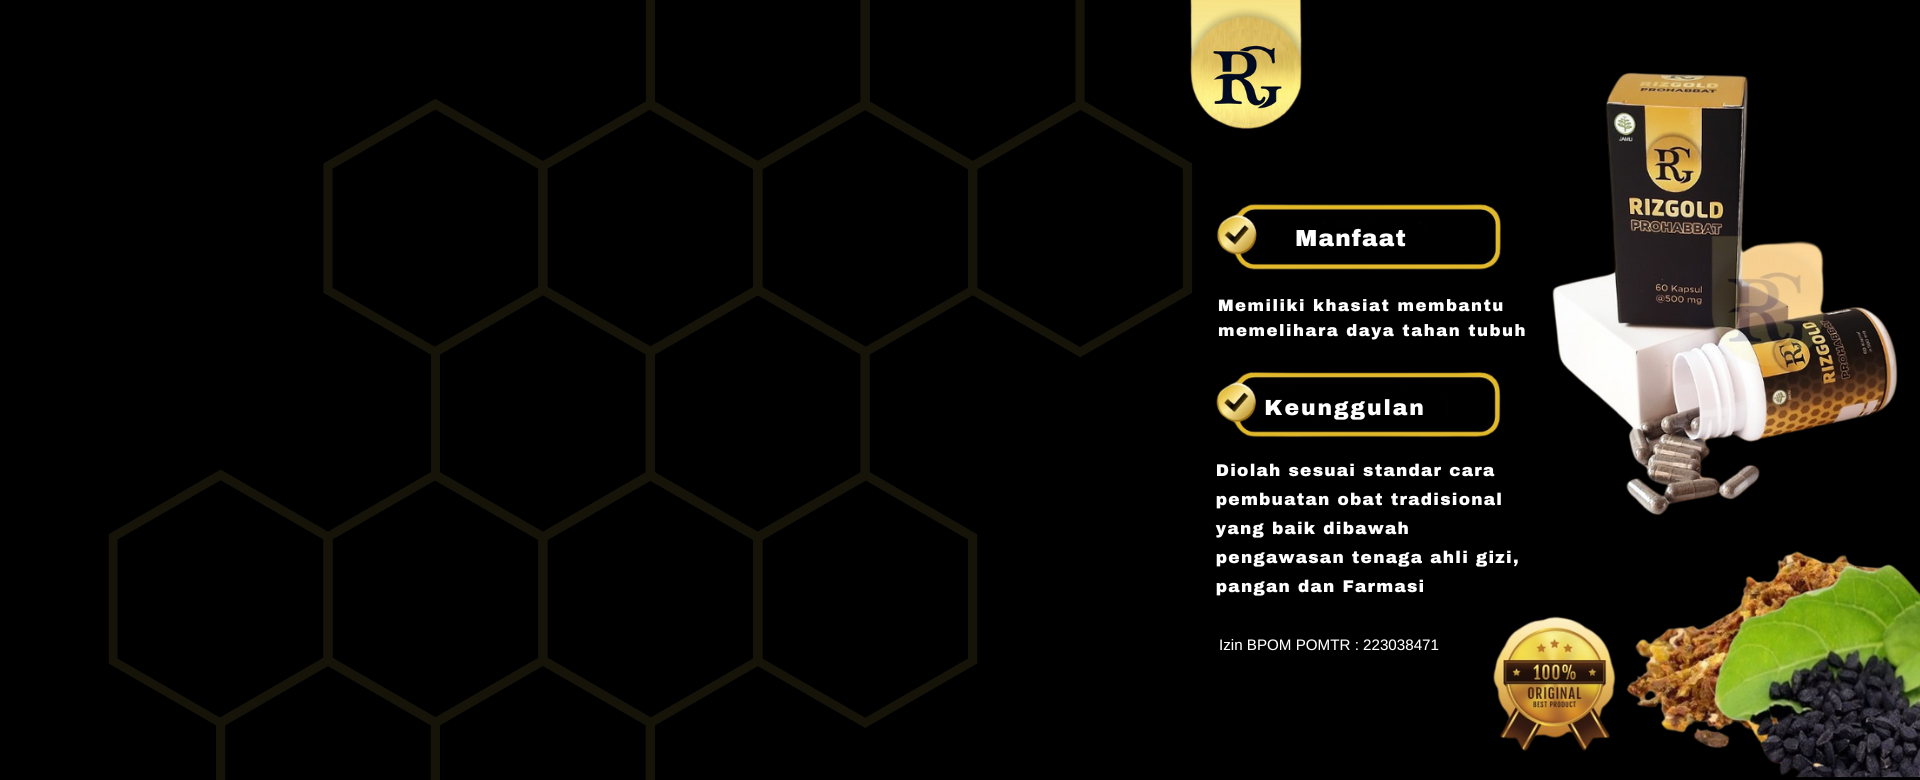 RG
Manfaat
Memiliki khasiat membantu
memelihara daya tahan tubuh
Keunggulan
Diolah sesuai standar cara
pembuatan obat tradisional
yang baik dibawah
pengawasan tenaga ahli gizi,
pangan dan Farmasi
Izin BPOM POMTR : 223038471
RG
RIZGOLD
PROHABBAT
JAMU
RG
RIZGOLD
PROHABBAT
60 Kapsul
@500 mg
RG
RG
RIZGOLD
PROHABBAT
100%
ORIGINAL
BEST PRODUCT